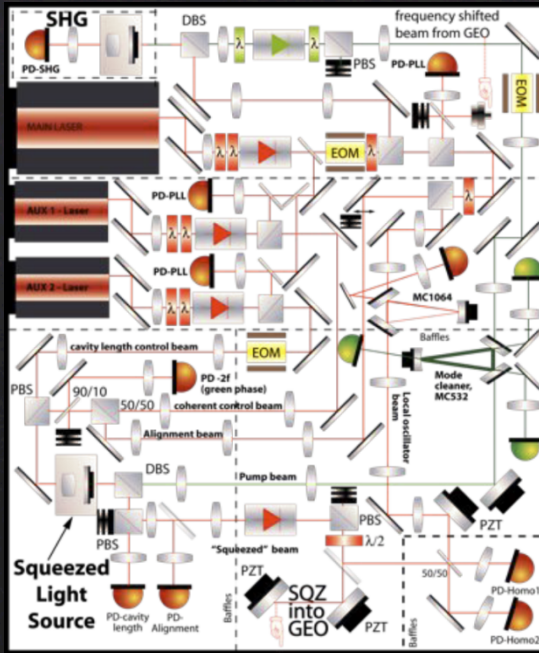 SHG
PD-SHG
DBS
λ
λ
PBS
frequency shifted
beam from GEO
PD-PLL
EOM
MAIN LASER
λ
λ
EOM
λ
AUX 1 - Laser
PD-PLL
λ
λ
λ
AUX 2 - Laser
PD-PLL
λ
λ
MC1064
Baffles
cavity length control beam
EOM
PD -2f
(green phase)
Mode
cleaner,
MC532
PBS
90/10
50/50
coherent control beam
Local oscillator
beam
Alignment beam
DBS
Pump beam
PZT
PBS
PBS
Squeezed
Light
Source
"Squeezed" beam
λ/2
PZT
SQZ
into
GEO
PZT
50/50
PD-Homo1
PD-cavity
length
PD-
Alignment
Baffles
Baffles
PD-Homo2